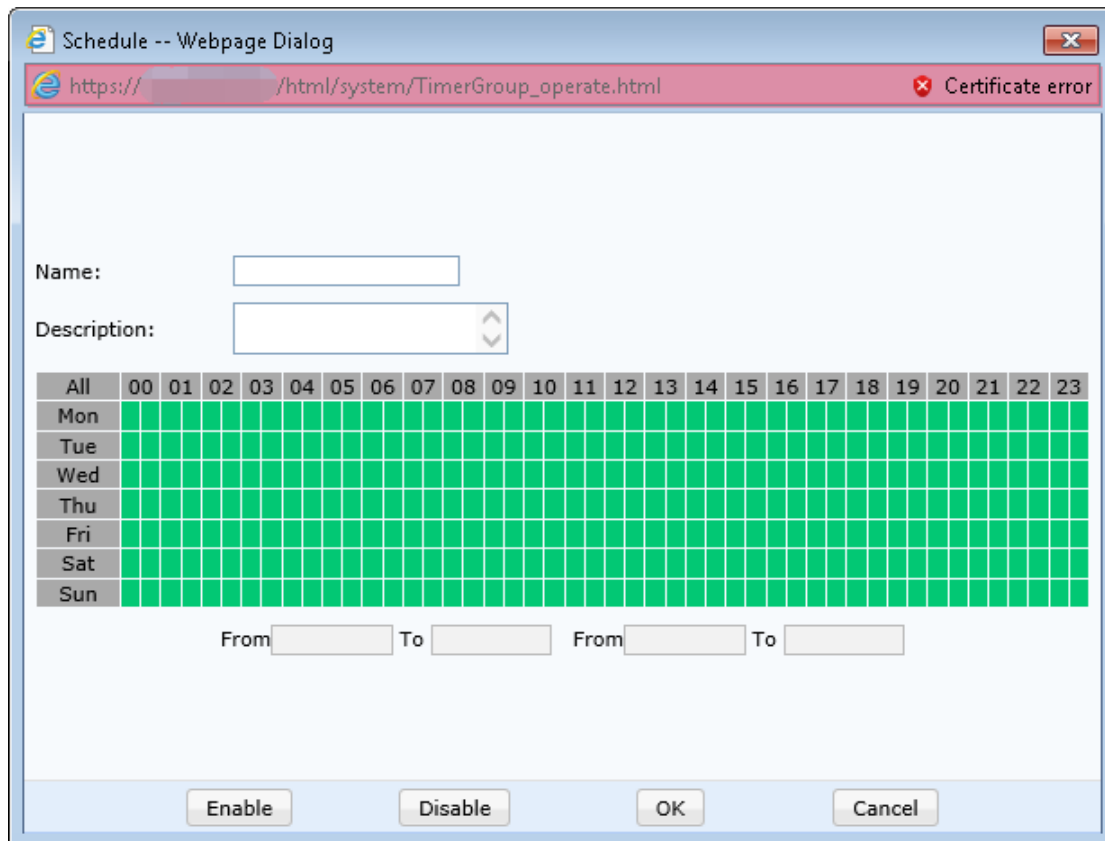 Schedule -- Webpage Dialog
https:// /html/system/TimerGroup_operate.html Certificate error
Name:
Description:
All 00 01 02 03 04 05 06 07 08 09 10 11 12 13 14 15 16 17 18 19 20 21 22 23
Mon
Tue
Wed
Thu
Fri
Sat
Sun
From To From To
Enable Disable OK Cancel